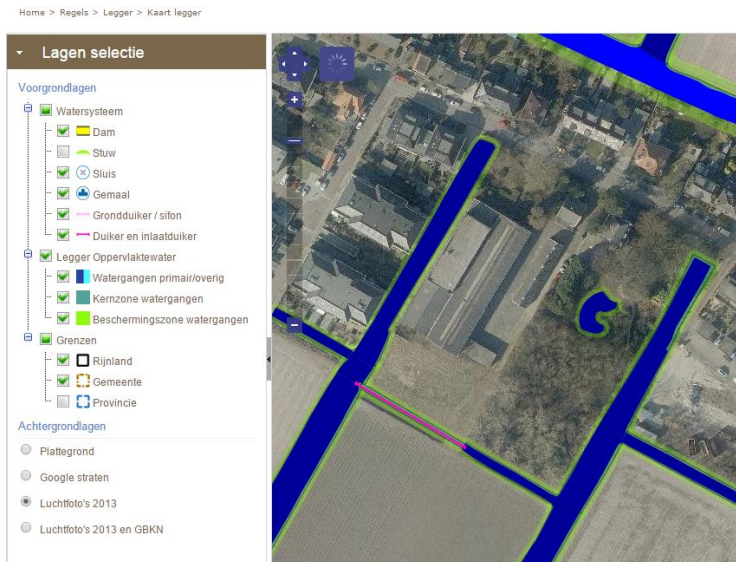 Home > Regels > Legger > Kaart legger
Lagen selectie
Voorgrondlagen
Watersysteem
Dam
Stuw
Sluis
Gemaal
Grondduiker / sifon
Duiker en inlaatduiker
Legger Oppervlaktewater
Watergangen primair/overig
Kernzone watergangen
Beschermingszone watergangen
Grenzen
Rijnland
Gemeente
Provincie
Achtergrondlagen
Plattegrond
Google straten
Luchtfoto's 2013
Luchtfoto's 2013 en GBKN